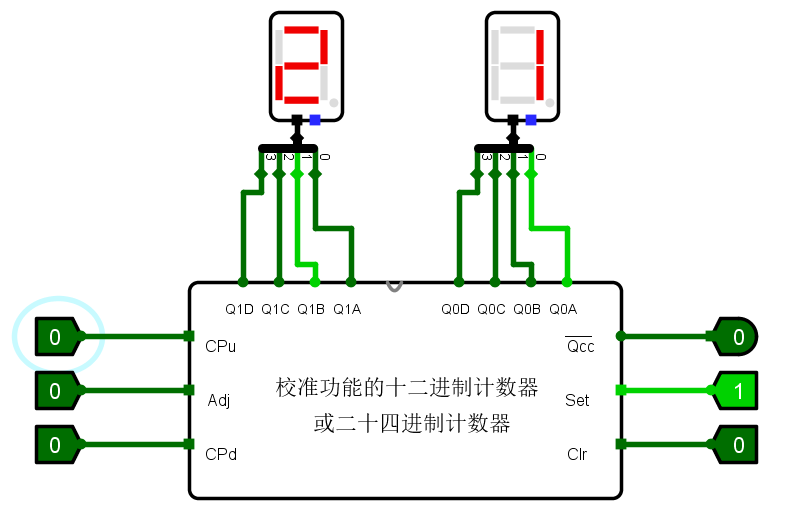 2 1
3 2 1 0 3 2 1 0
Q1D Q1C Q1B Q1A Q0D Q0C Q0B Q0A
0 CPu Qcc 0
0 Adj 校准功能的十二进制计数器 Set 1
或二十四进制计数器
0 CPd Clr 0